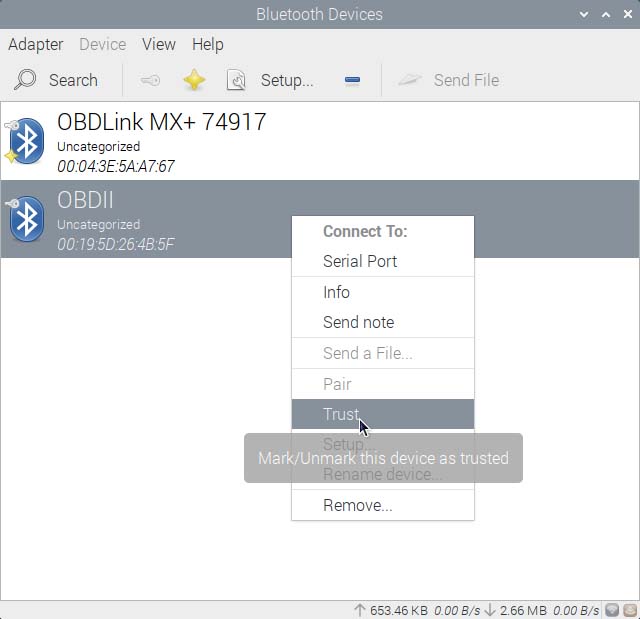 Bluetooth Devices
Adapter Device View Help
Search Setup... Send File
OBDLink MX+ 74917
Uncategorized
00:04:3E:5A:A7:67
OBDII
Uncategorized
00:19:5D:26:4B:5F
Connect To:
Serial Port
Info
Send note
Send a File...
Pair
Trust
Setup...
Mark/Unmark this device as trusted
Rename device...
Remove...
653.46 KB 0.00 B/s 2.66 MB 0.00 B/s